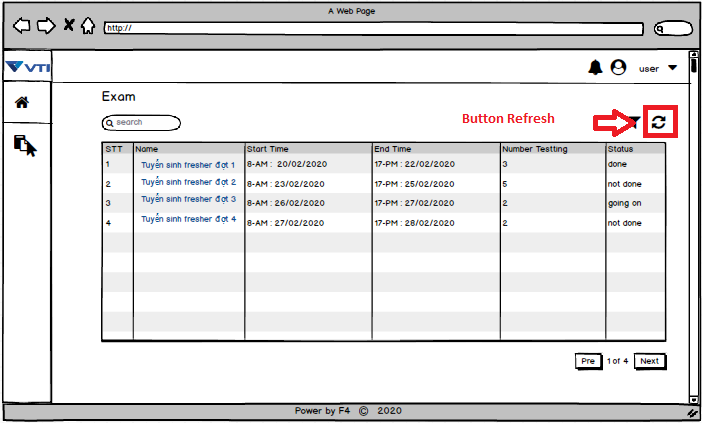 A Web Page
http://
VTI
user
Exam
search
Button Refresh
STT Name Start Time End Time Number Testting Status
1 Tuyển sinh fresher đợt 1 8-AM : 20/02/2020 17-PM : 22/02/2020 3 done
2 Tuyển sinh fresher đợt 2 8-AM : 23/02/2020 17-PM : 25/02/2020 5 not done
3 Tuyển sinh fresher đợt 3 8-AM : 26/02/2020 17-PM : 27/02/2020 2 going on
4 Tuyển sinh fresher đợt 4 8-AM : 27/02/2020 17-PM : 28/02/2020 2 not done
Pre 1 of 4 Next
Power by F4 © 2020